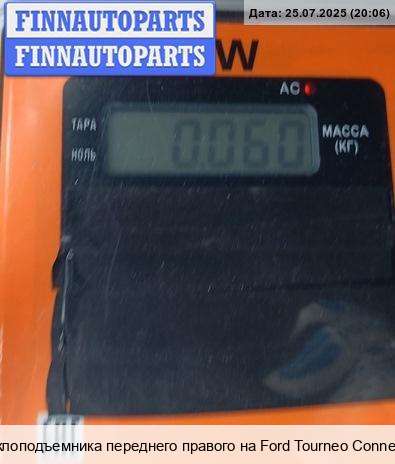 Дата: 25.07.2025 (20:06)
FINNAUTOPARTS
FINNAUTOPARTS
W
AC
ТАРА
НОЛЬ
0.060
МАССА
(КГ)
клоподъемника переднего правого на Ford Tourneo Conne